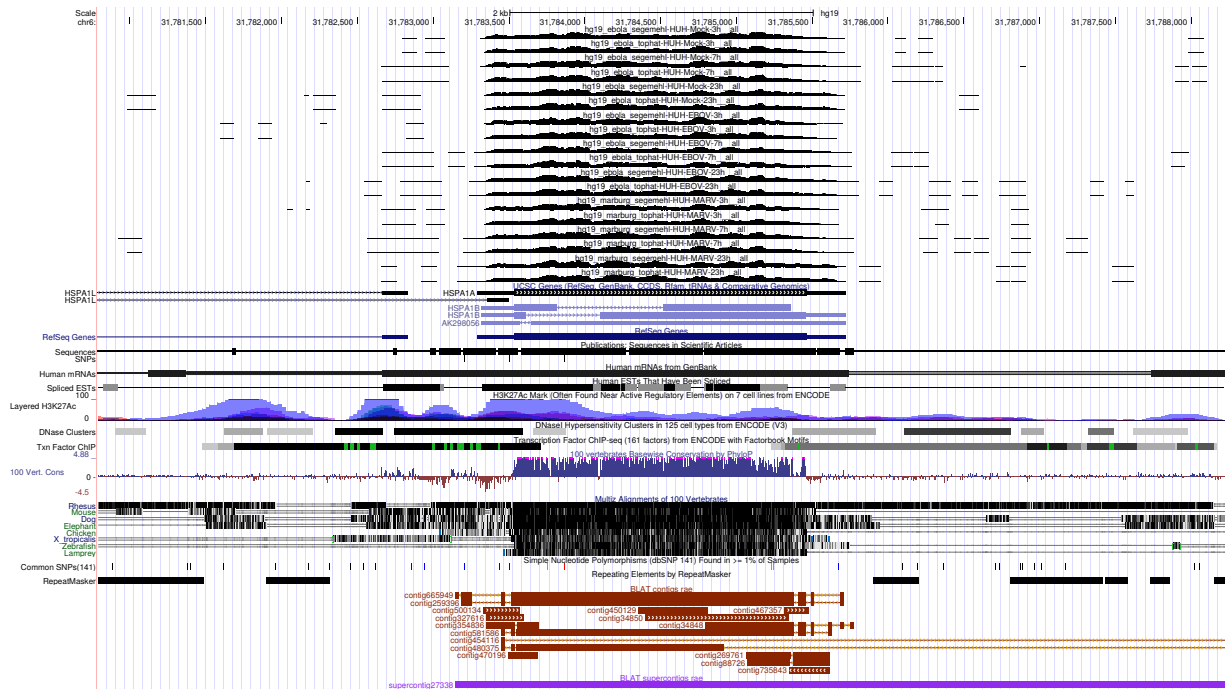 Scale 2 kb hg19
chr6: 31,781,500 31,782,000 31,782,500 31,783,000 31,783,500 31,784,000 31,784,500 31,785,000 31,785,500 31,786,000 31,786,500 31,787,000 31,787,500 31,788,000
hg19_ebola_segemehl-HUH-Mock-3h__all
hg19_ebola_tophat-HUH-Mock-3h__all
hg19_ebola_segemehl-HUH-Mock-7h__all
hg19_ebola_tophat-HUH-Mock-7h__all
hg19_ebola_segemehl-HUH-Mock-23h__all
hg19_ebola_tophat-HUH-Mock-23h__all
hg19_ebola_segemehl-HUH-EBOV-3h__all
hg19_ebola_tophat-HUH-EBOV-3h__all
hg19_ebola_segemehl-HUH-EBOV-7h__all
hg19_ebola_tophat-HUH-EBOV-7h__all
hg19_ebola_segemehl-HUH-EBOV-23h__all
hg19_ebola_tophat-HUH-EBOV-23h__all
hg19_marburg_segemehl-HUH-MARV-3h__all
hg19_marburg_tophat-HUH-MARV-3h__all
hg19_marburg_segemehl-HUH-MARV-7h__all
hg19_marburg_tophat-HUH-MARV-7h__all
hg19_marburg_segemehl-HUH-MARV-23h__all
hg19_marburg_tophat-HUH-MARV-23h__all
UCSC Genes (RefSeq, GenBank, CCDS, Rfam, tRNAs & Comparative Genomics)
HSPA1L HSPA1A
HSPA1L
HSPA1B
HSPA1B
AK298056
RefSeq Genes
RefSeq Genes
Publications: Sequences in Scientific Articles
Sequences
SNPs
Human mRNAs from GenBank
Human mRNAs
Human ESTs That Have Been Spliced
Spliced ESTs
100
H3K27Ac Mark (Often Found Near Active Regulatory Elements) on 7 cell lines from ENCODE
Layered H3K27Ac
0
DNaseI Hypersensitivity Clusters in 125 cell types from ENCODE (V3)
DNase Clusters
Transcription Factor ChIP-seq (161 factors) from ENCODE with Factorbook Motifs
Txn Factor ChIP
4.88
100 vertebrates Basewise Conservation by PhyloP
100 Vert. Cons
0
-4.5
Multiz Alignments of 100 Vertebrates
Rhesus
Mouse
Dog
Elephant
Chicken
X_tropicalis
Zebrafish
Lamprey
Simple Nucleotide Polymorphisms (dbSNP 141) Found in >= 1% of Samples
Common SNPs(141)
Repeating Elements by RepeatMasker
RepeatMasker
BLAT contigs rae
contig665949
contig259396
contig500134 contig450129 contig467357
contig327616 contig34850
contig354836 contig34848
contig581586
contig454116
contig480375
contig470196 contig269761
contig88726
contig735843
BLAT supercontigs rae
supercontig27338